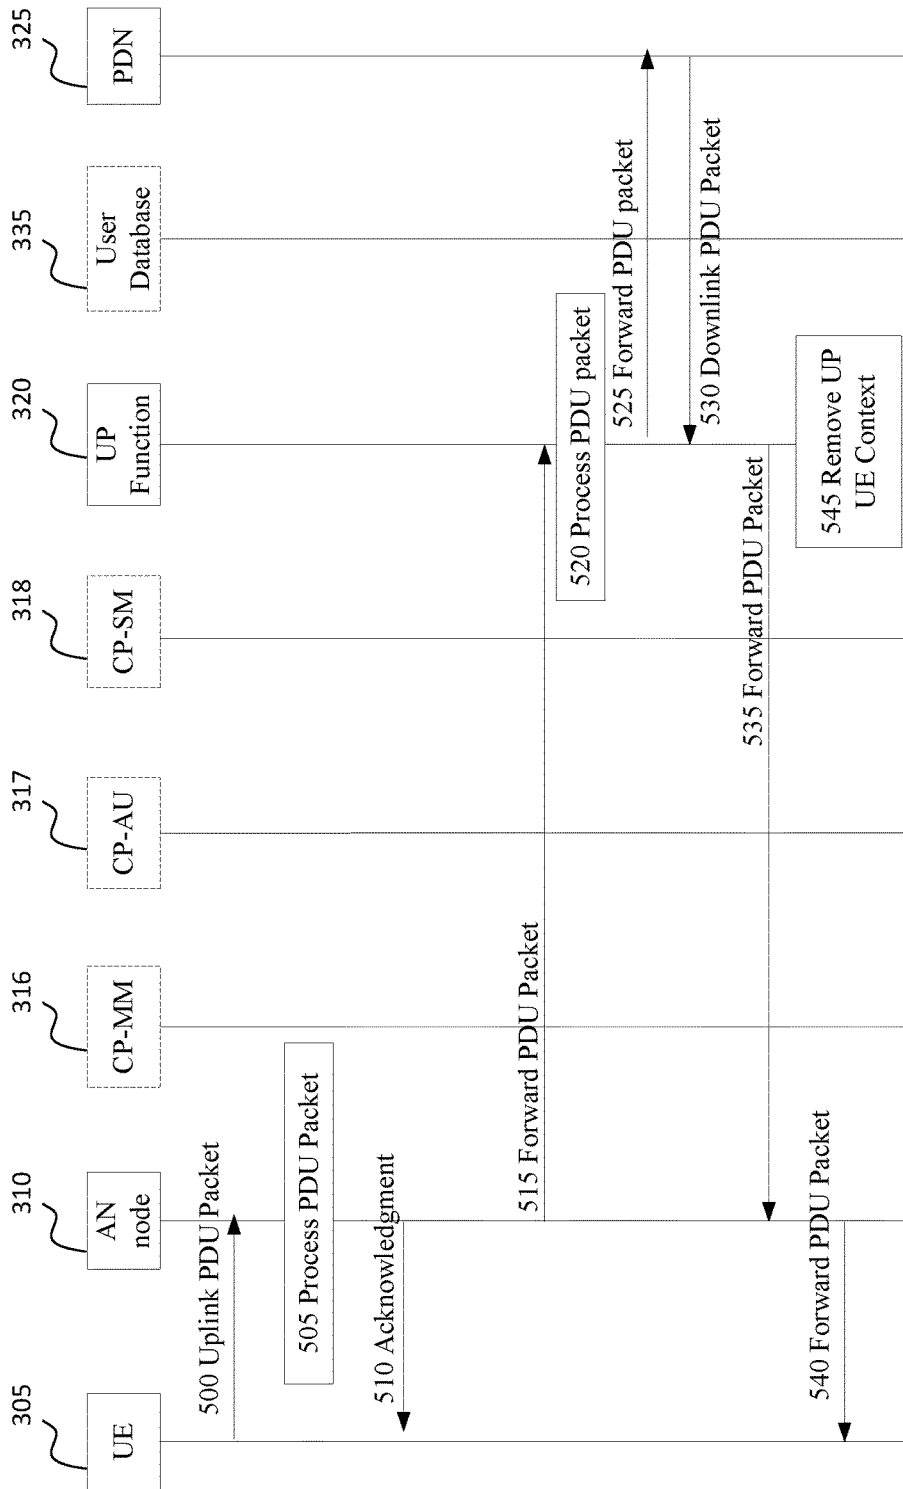 305
310
316
317
318
320
335
325
UE
AN
node
CP-MM
CP-AU
CP-SM
UP
Function
User
Database
PDN
500 Uplink PDU Packet
505 Process PDU Packet
510 Acknowledgment
515 Forward PDU Packet
520 Process PDU packet
525 Forward PDU packet
530 Downlink PDU Packet
535 Forward PDU Packet
540 Forward PDU Packet
545 Remove UP
UE Context